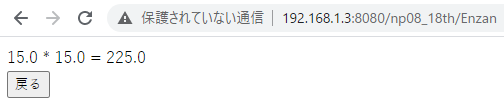 保護されていない通信 | 192.168.1.3:8080/np08_18th/Enzan
15.0 * 15.0 = 225.0
戻る